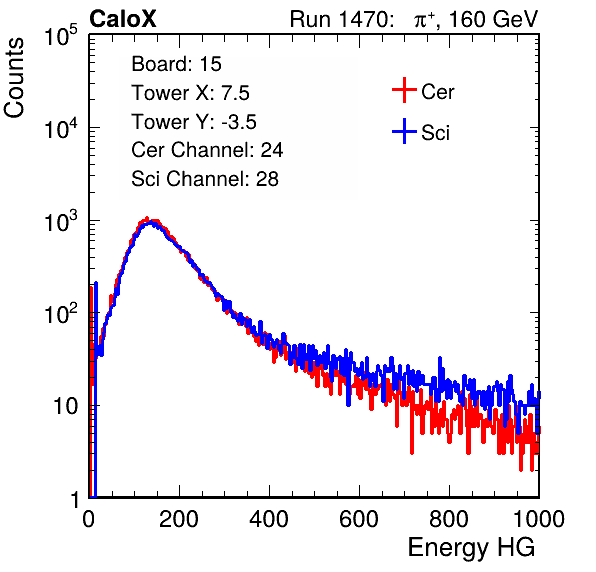 CaloX Run 1470: π⁺, 160 GeV
Board: 15
Tower X: 7.5
Tower Y: -3.5
Cer Channel: 24
Sci Channel: 28
Cer
Sci
Counts
10⁵
10⁴
10³
10²
10
1
0 200 400 600 800 1000
Energy HG